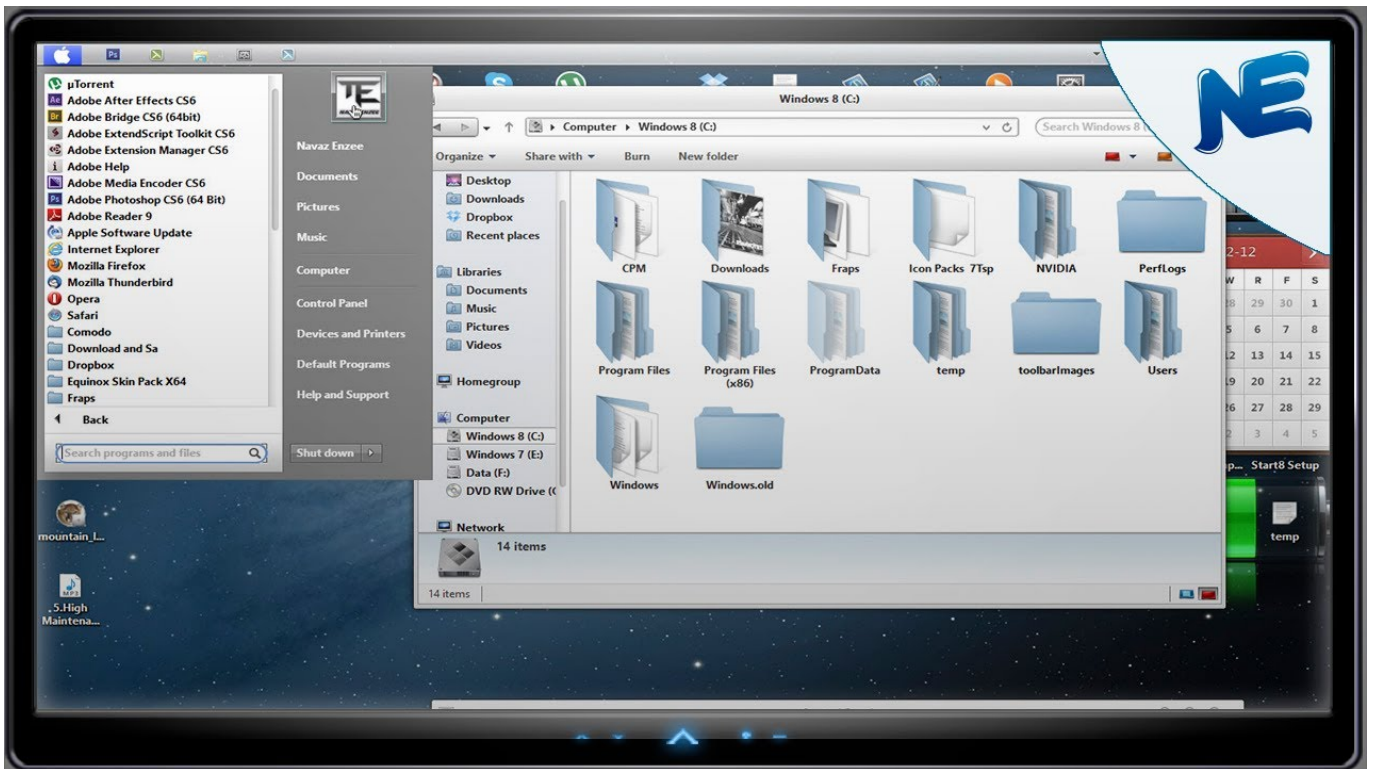 Ps
µTorrent
Ae Adobe After Effects CS6
Br Adobe Bridge CS6 (64bit)
Adobe ExtendScript Toolkit CS6
Adobe Extension Manager CS6
Adobe Help
Adobe Media Encoder CS6
Ps Adobe Photoshop CS6 (64 Bit)
Adobe Reader 9
Apple Software Update
Internet Explorer
Mozilla Firefox
Mozilla Thunderbird
Opera
Safari
Comodo
Download and Sa
Dropbox
Equinox Skin Pack X64
Fraps
Back
Search programs and files
Navaz Enzee
Documents
Pictures
Music
Computer
Control Panel
Devices and Printers
Default Programs
Help and Support
Shut down
Windows 8 (C:)
Computer Windows 8 (C:)
Search Windows 8
Organize Share with Burn New folder
Desktop
Downloads
Dropbox
Recent places
Libraries
Documents
Music
Pictures
Videos
Homegroup
Computer
Windows 8 (C:)
Windows 7 (E:)
Data (F:)
DVD RW Drive (
Network
CPM Downloads Fraps Icon Packs 7Tsp NVIDIA PerfLogs
Program Files Program Files (x86) ProgramData temp toolbarImages Users
Windows Windows.old
14 items
14 items
NE
2-12
W R F S
28 29 30 1
5 6 7 8
12 13 14 15
19 20 21 22
26 27 28 29
2 3 4 5
Start8 Setup
temp
mountain_l...
MP3
.5.High
Maintena...